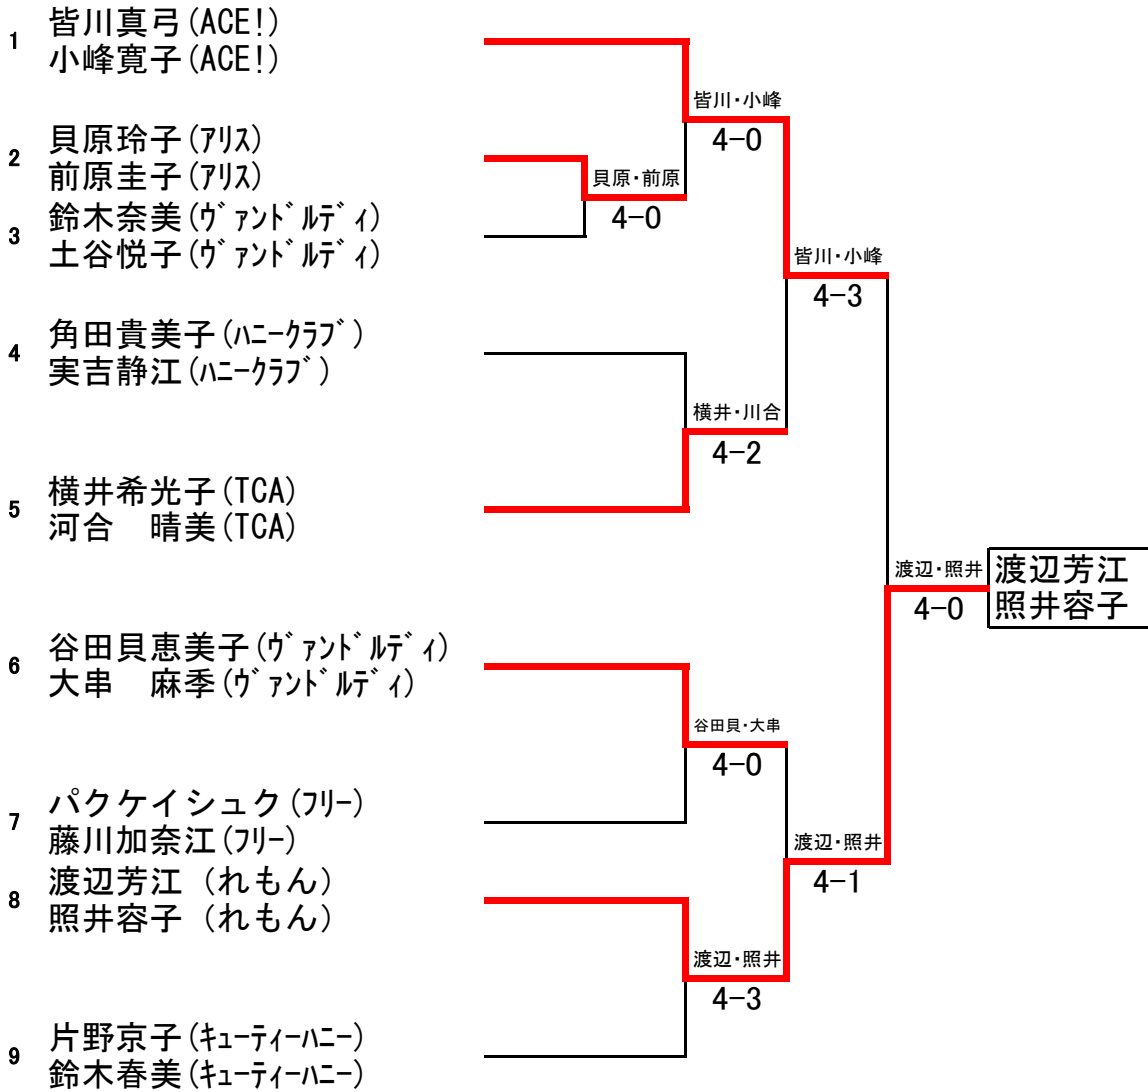 1
皆川真弓(ACE!)
小峰寛子(ACE!)
皆川・小峰
4-0
2
貝原玲子(ｱﾘｽ)
前原圭子(ｱﾘｽ)
貝原・前原
4-0
3
鈴木奈美(ｳﾞｧﾝﾄﾞﾙﾃﾞｨ)
土谷悦子(ｳﾞｧﾝﾄﾞﾙﾃﾞｨ)
皆川・小峰
4-3
4
角田貴美子(ﾊﾆｰｸﾗﾌﾞ)
実吉静江(ﾊﾆｰｸﾗﾌﾞ)
横井・川合
4-2
5
横井希光子(TCA)
河合　晴美(TCA)
渡辺・照井
4-0
渡辺芳江
照井容子
6
谷田貝恵美子(ｳﾞｧﾝﾄﾞﾙﾃﾞｨ)
大串　麻季(ｳﾞｧﾝﾄﾞﾙﾃﾞｨ)
谷田貝・大串
4-0
7
パクケイシュク(ﾌﾘｰ)
藤川加奈江(ﾌﾘｰ)
渡辺・照井
4-1
8
渡辺芳江（れもん）
照井容子（れもん）
渡辺・照井
4-3
9
片野京子(ｷｭｰﾃｨｰﾊﾆｰ)
鈴木春美(ｷｭｰﾃｨｰﾊﾆｰ)